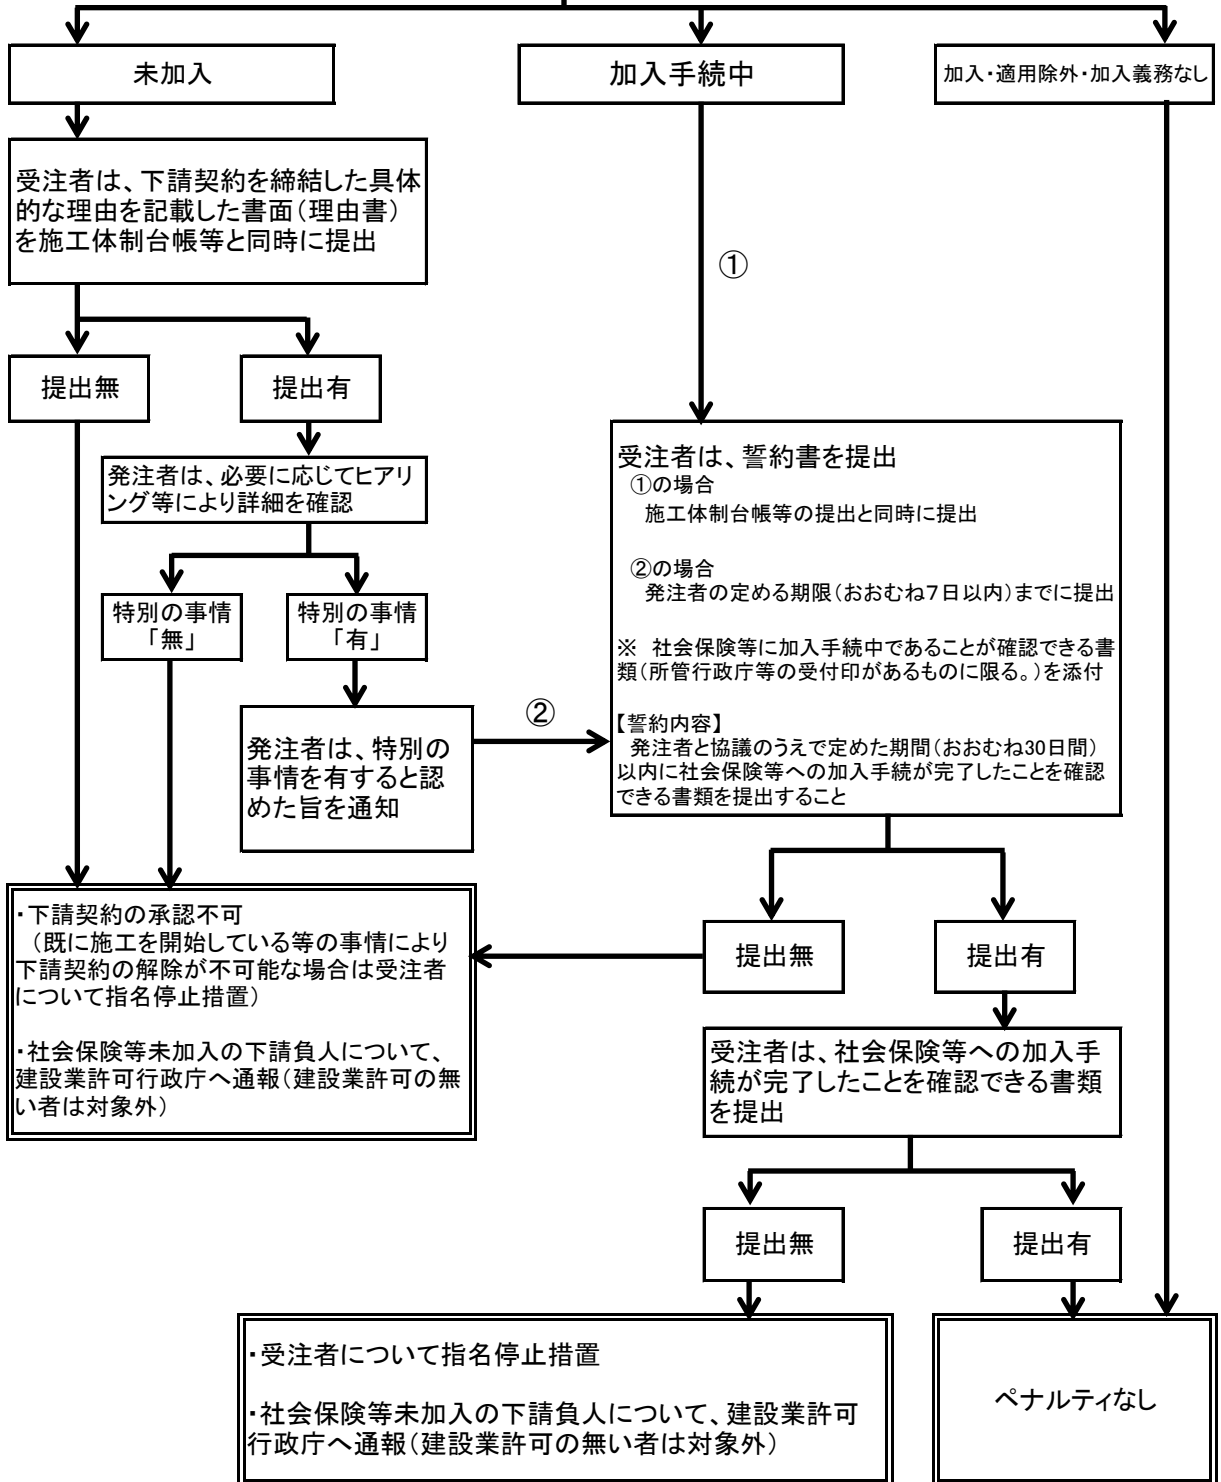 未加入
加入手続中
加入・適用除外・加入義務なし
受注者は、下請契約を締結した具体
的な理由を記載した書面（理由書）
を施工体制台帳等と同時に提出
①
提出無
提出有
発注者は、必要に応じてヒアリ
ング等により詳細を確認
特別の事情
「無」
特別の事情
「有」
発注者は、特別の
事情を有すると認
めた旨を通知
②
受注者は、誓約書を提出
①の場合
施工体制台帳等の提出と同時に提出
②の場合
発注者の定める期限（おおむね７日以内）までに提出
※　社会保険等に加入手続中であることが確認できる書
類（所管行政庁等の受付印があるものに限る。）を添付
【誓約内容】
発注者と協議のうえで定めた期間（おおむね30日間）
以内に社会保険等への加入手続が完了したことを確認
できる書類を提出すること
・下請契約の承認不可
（既に施工を開始している等の事情により
下請契約の解除が不可能な場合は受注者
について指名停止措置）
・社会保険等未加入の下請負人について、
建設業許可行政庁へ通報（建設業許可の無
い者は対象外）
提出無
提出有
受注者は、社会保険等への加入手
続が完了したことを確認できる書類
を提出
提出無
提出有
・受注者について指名停止措置
・社会保険等未加入の下請負人について、建設業許可
行政庁へ通報（建設業許可の無い者は対象外）
ペナルティなし